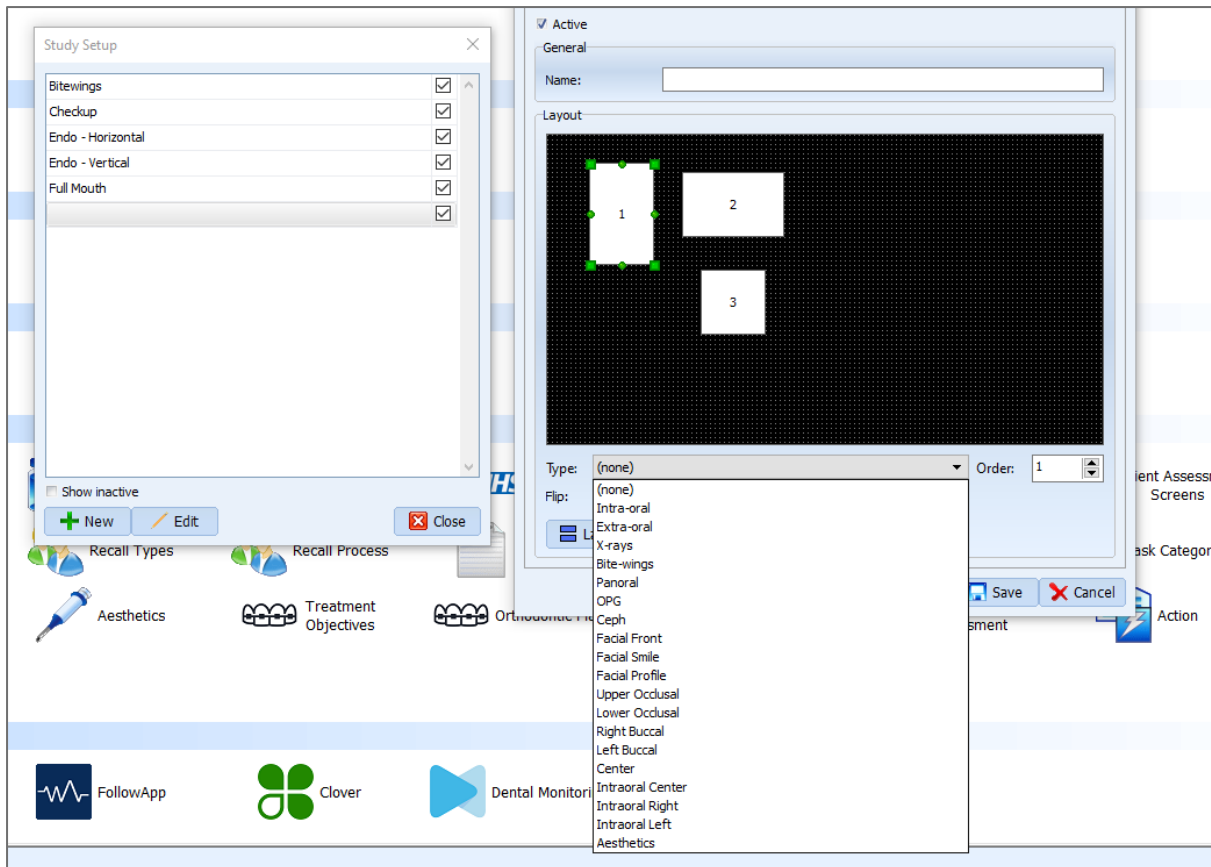 Study Setup
Bitewings
Checkup
Endo - Horizontal
Endo - Vertical
Full Mouth
Show inactive
New
Edit
Close
Active
General
Name:
Layout
1
2
3
Type:
(none)
Order:
1
Flip:
(none)
Intra-oral
Extra-oral
X-rays
Bite-wings
Panoral
OPG
Ceph
Facial Front
Facial Smile
Facial Profile
Upper Occlusal
Lower Occlusal
Right Buccal
Left Buccal
Center
Intraoral Center
Intraoral Right
Intraoral Left
Aesthetics
Save
Cancel
Screens
Recall Types
Recall Process
Aesthetics
Treatment
Objectives
Action
FollowApp
Clover
Dental